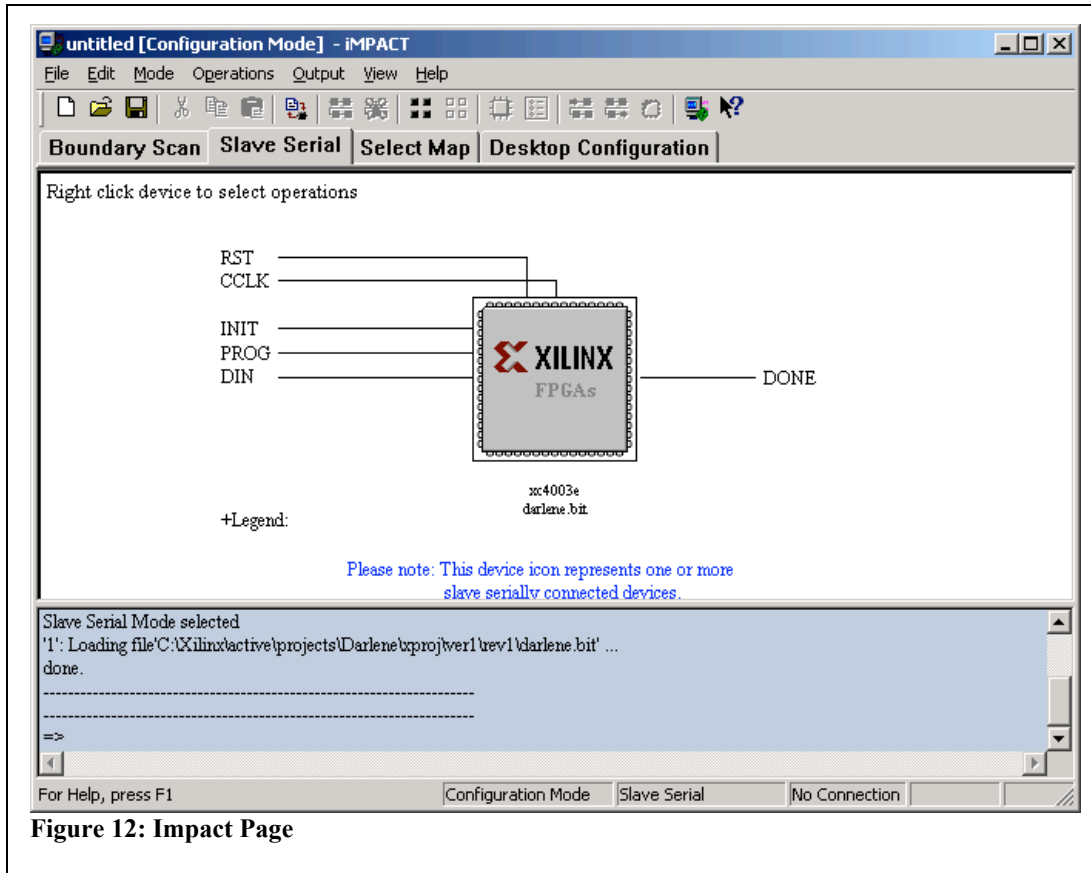 untitled [Configuration Mode] - iMPACT
File Edit Mode Operations Output View Help
Boundary Scan Slave Serial Select Map Desktop Configuration
Right click device to select operations
RST
CCLK
INIT
PROG
DIN
XILINX
FPGAs
DONE
xc4003e
darlene.bit
+Legend:
Please note: This device icon represents one or more
slave serially connected devices.
Slave Serial Mode selected
'1': Loading file'C:\Xilinx\active\projects\Darlene\xproj\ver1\rev1\darlene.bit' ...
done.
----------------------------------------------------------------------
----------------------------------------------------------------------
=>
For Help, press F1 Configuration Mode Slave Serial No Connection
Figure 12: Impact Page